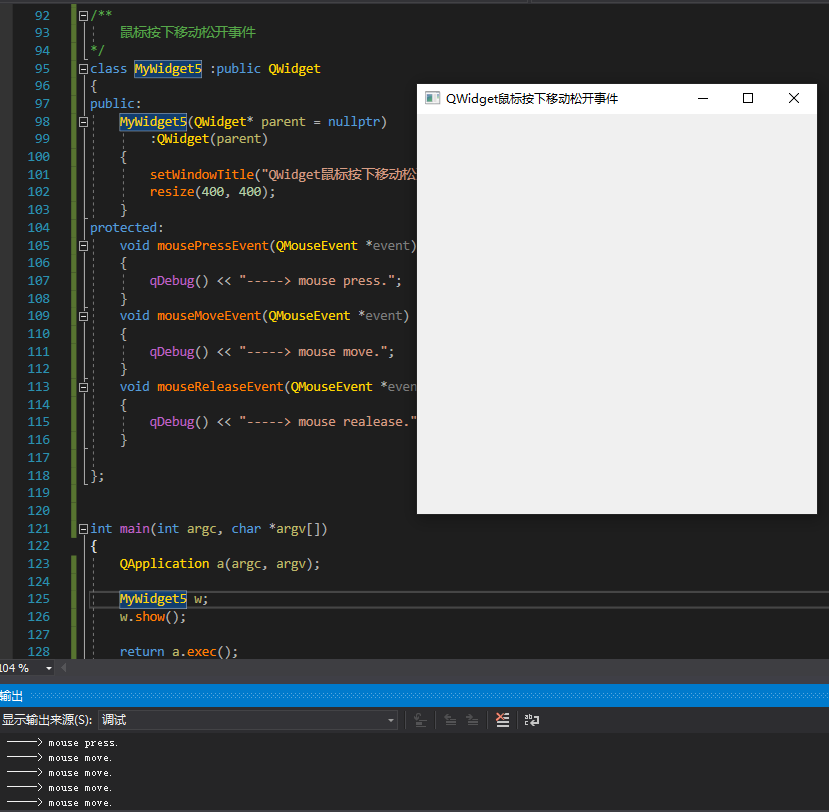 92 /**
93 鼠标按下移动松开事件
94 */
95 class MyWidget5 :public QWidget
96 {
97 public:
98 MyWidget5(QWidget* parent = nullptr)
99 :QWidget(parent)
100 {
101 setWindowTitle("QWidget鼠标按下移动松
102 resize(400, 400);
103 }
104 protected:
105 void mousePressEvent(QMouseEvent *event)
106 {
107 qDebug() << "-----> mouse press.";
108 }
109 void mouseMoveEvent(QMouseEvent *event)
110 {
111 qDebug() << "-----> mouse move.";
112 }
113 void mouseReleaseEvent(QMouseEvent *even
114 {
115 qDebug() << "-----> mouse realease."
116 }
117
118 };
119
120
121 int main(int argc, char *argv[])
122 {
123 QApplication a(argc, argv);
124
125 MyWidget5 w;
126 w.show();
127
128 return a.exec();
QWidget鼠标按下移动松开事件
104 %
输出
显示输出来源(S): 调试
-----> mouse press.
-----> mouse move.
-----> mouse move.
-----> mouse move.
-----> mouse move.